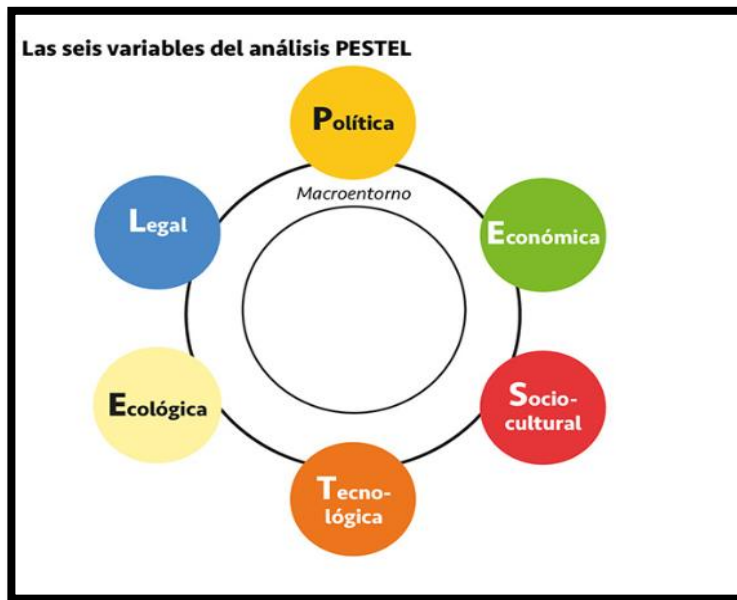 Las seis variables del análisis PESTEL
Política
Macroentorno
Legal
Económica
Ecológica
Socio-
cultural
Tecno-
lógica